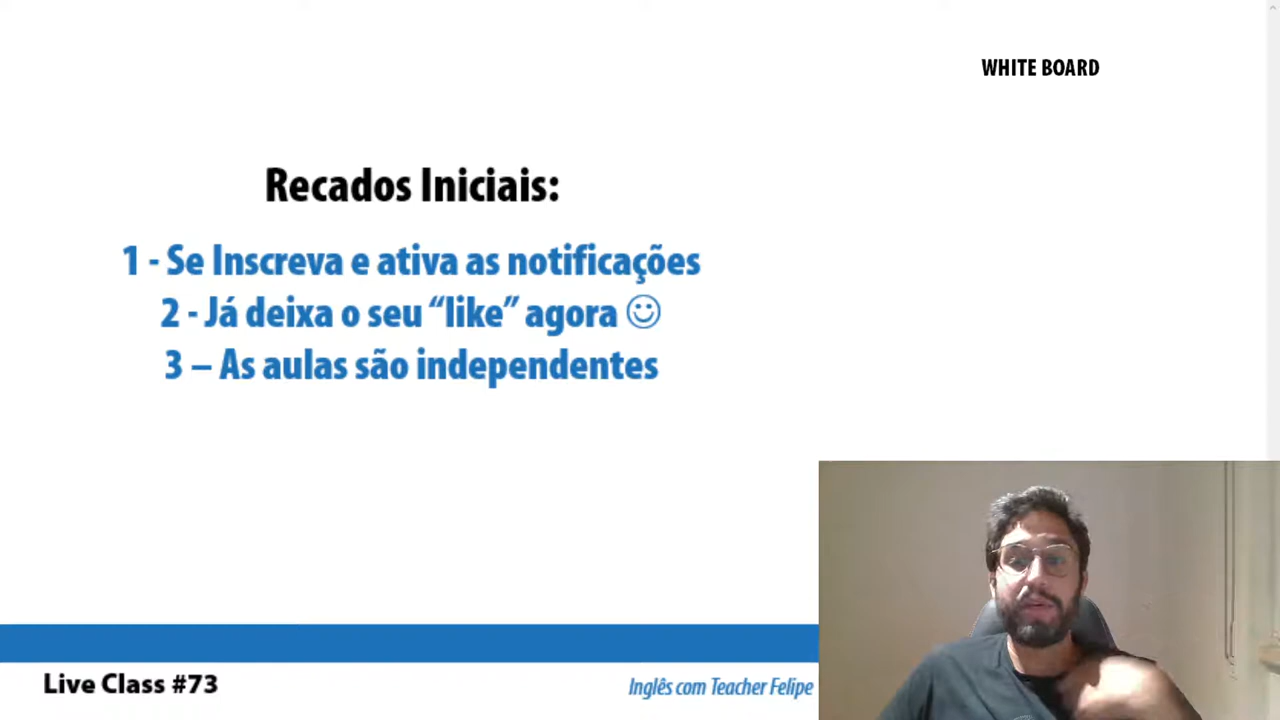 WHITE BOARD
Recados Iniciais:
1 - Se Inscreva e ativa as notificações
2 - Já deixa o seu “like” agora ☺
3 – As aulas são independentes
Live Class #73
Inglês com Teacher Felipe